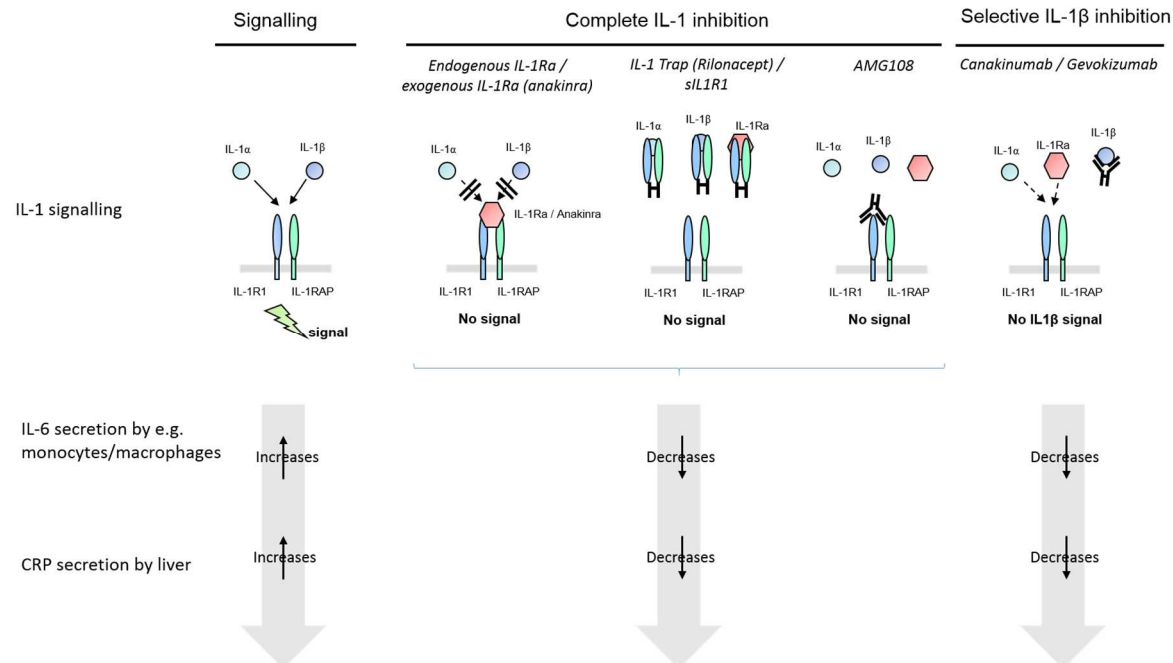 Signalling
Complete IL-1 inhibition
Selective IL-1β inhibition
Endogenous IL-1Ra /
exogenous IL-1Ra (anakinra)
IL-1 Trap (Rilonacept) /
sIL1R1
AMG108
Canakinumab / Gevokizumab
IL-1 signalling
IL-1α
IL-1β
IL-1R1
IL-1RAP
signal
IL-1α
IL-1β
IL-1Ra / Anakinra
IL-1R1
IL-1RAP
No signal
IL-1α
IL-1β
IL-1Ra
IL-1R1
IL-1RAP
No signal
IL-1α
IL-1β
IL-1R1
IL-1RAP
No signal
IL-1α
IL-1Ra
IL-1β
IL-1R1
IL-1RAP
No IL1β signal
IL-6 secretion by e.g.
monocytes/macrophages
Increases
Decreases
Decreases
CRP secretion by liver
Increases
Decreases
Decreases